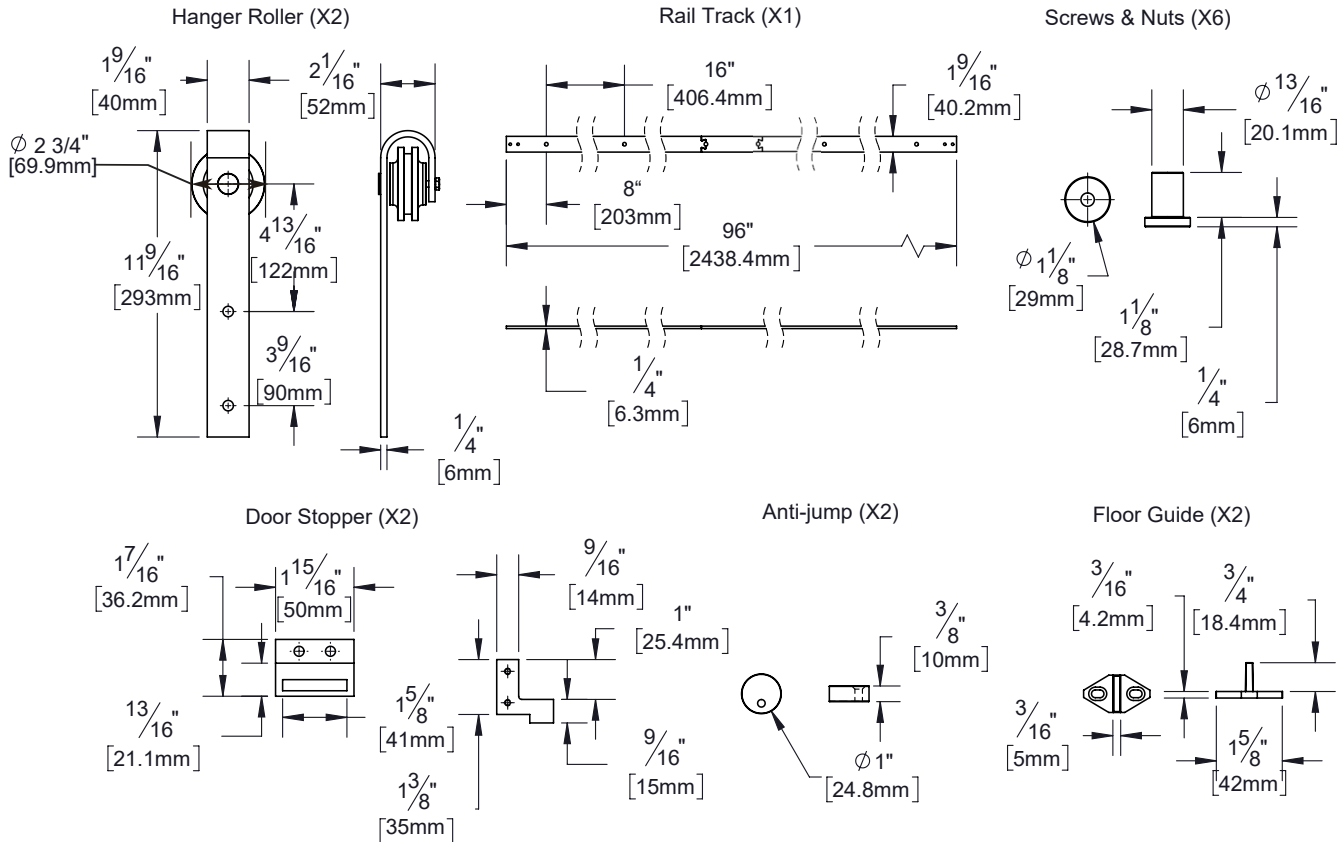 Hanger Roller (X2)
1 9/16"
[40mm]
2 1/16"
[52mm]
Ø 2 3/4"
[69.9mm]
4 13/16"
[122mm]
11 9/16"
[293mm]
3 9/16"
[90mm]
1/4"
[6mm]
Rail Track (X1)
16"
[406.4mm]
1 9/16"
[40.2mm]
8“
[203mm]
96"
[2438.4mm]
1/4"
[6.3mm]
Screws & Nuts (X6)
Ø 13/16"
[20.1mm]
Ø 1 1/8"
[29mm]
1 1/8"
[28.7mm]
1/4"
[6mm]
Door Stopper (X2)
1 7/16"
[36.2mm]
1 15/16"
[50mm]
13/16"
[21.1mm]
9/16"
[14mm]
1"
[25.4mm]
1 5/8"
[41mm]
9/16"
[15mm]
1 3/8"
[35mm]
Anti-jump (X2)
3/8"
[10mm]
Ø 1"
[24.8mm]
Floor Guide (X2)
3/16"
[4.2mm]
3/4"
[18.4mm]
3/16"
[5mm]
1 5/8"
[42mm]